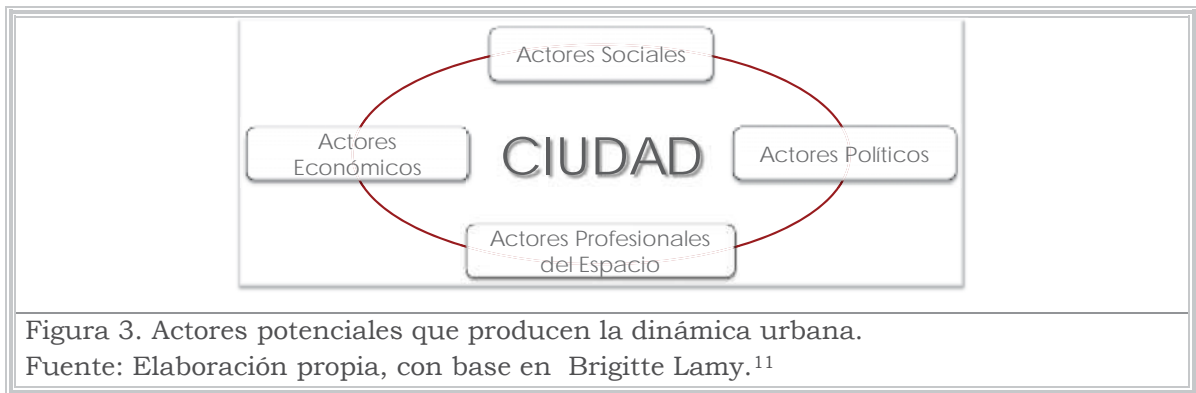 Actores Sociales
Actores
Económicos
CIUDAD
Actores Políticos
Actores Profesionales
del Espacio
Figura 3. Actores potenciales que producen la dinámica urbana.
Fuente: Elaboración propia, con base en Brigitte Lamy.11